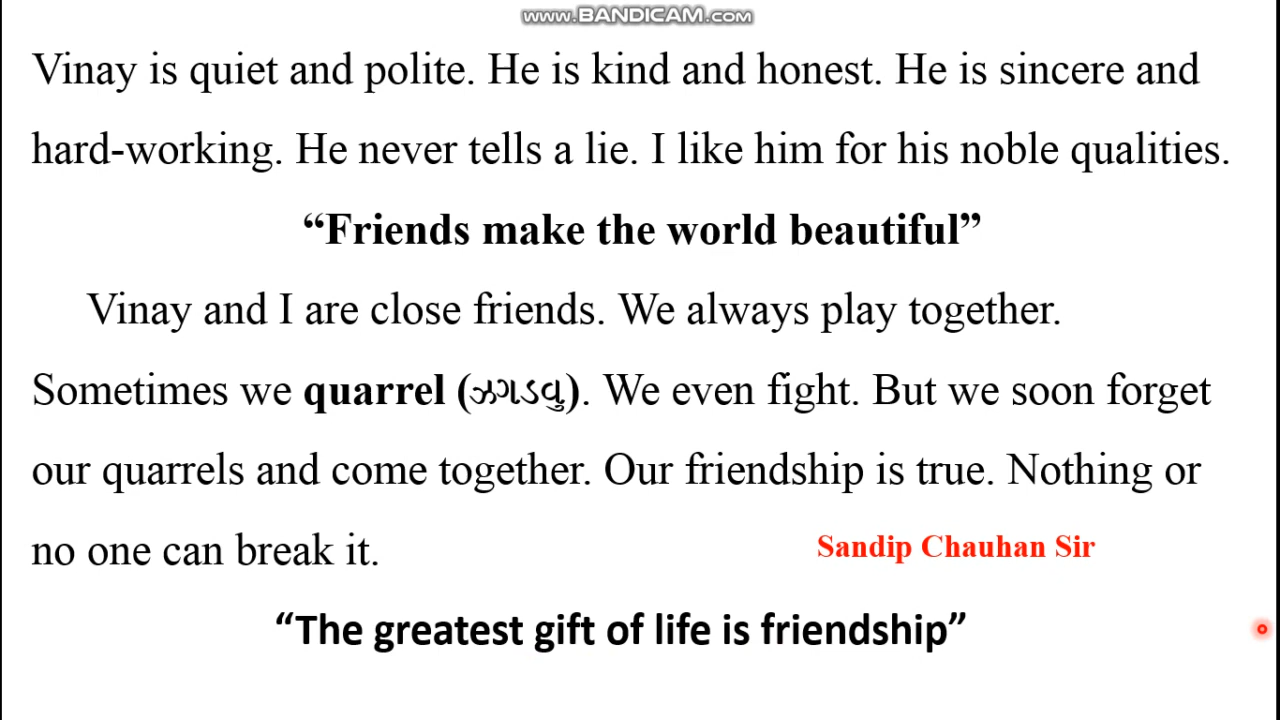 www.BANDICAM.com
Vinay is quiet and polite. He is kind and honest. He is sincere and
hard-working. He never tells a lie. I like him for his noble qualities.
“Friends make the world beautiful”
Vinay and I are close friends. We always play together.
Sometimes we quarrel (ઝગડવુ). We even fight. But we soon forget
our quarrels and come together. Our friendship is true. Nothing or
no one can break it.
Sandip Chauhan Sir
“The greatest gift of life is friendship”